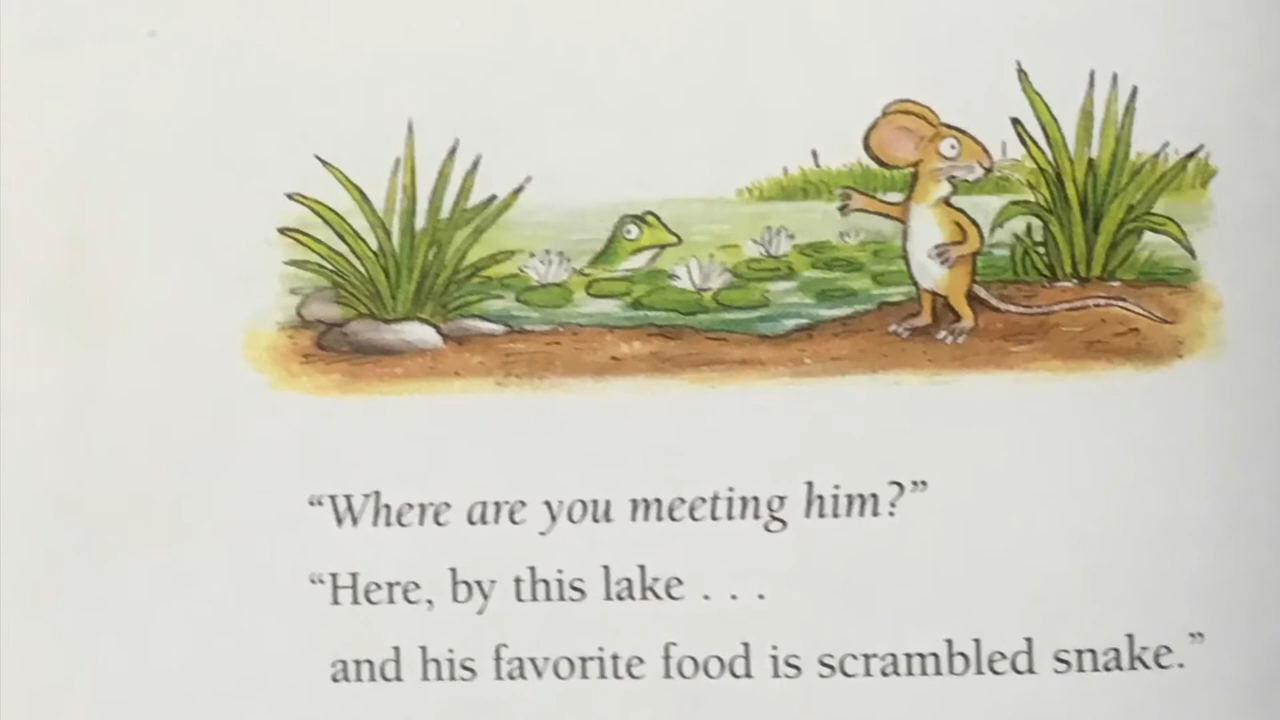 “Where are you meeting him?”
“Here, by this lake . . .
and his favorite food is scrambled snake.”